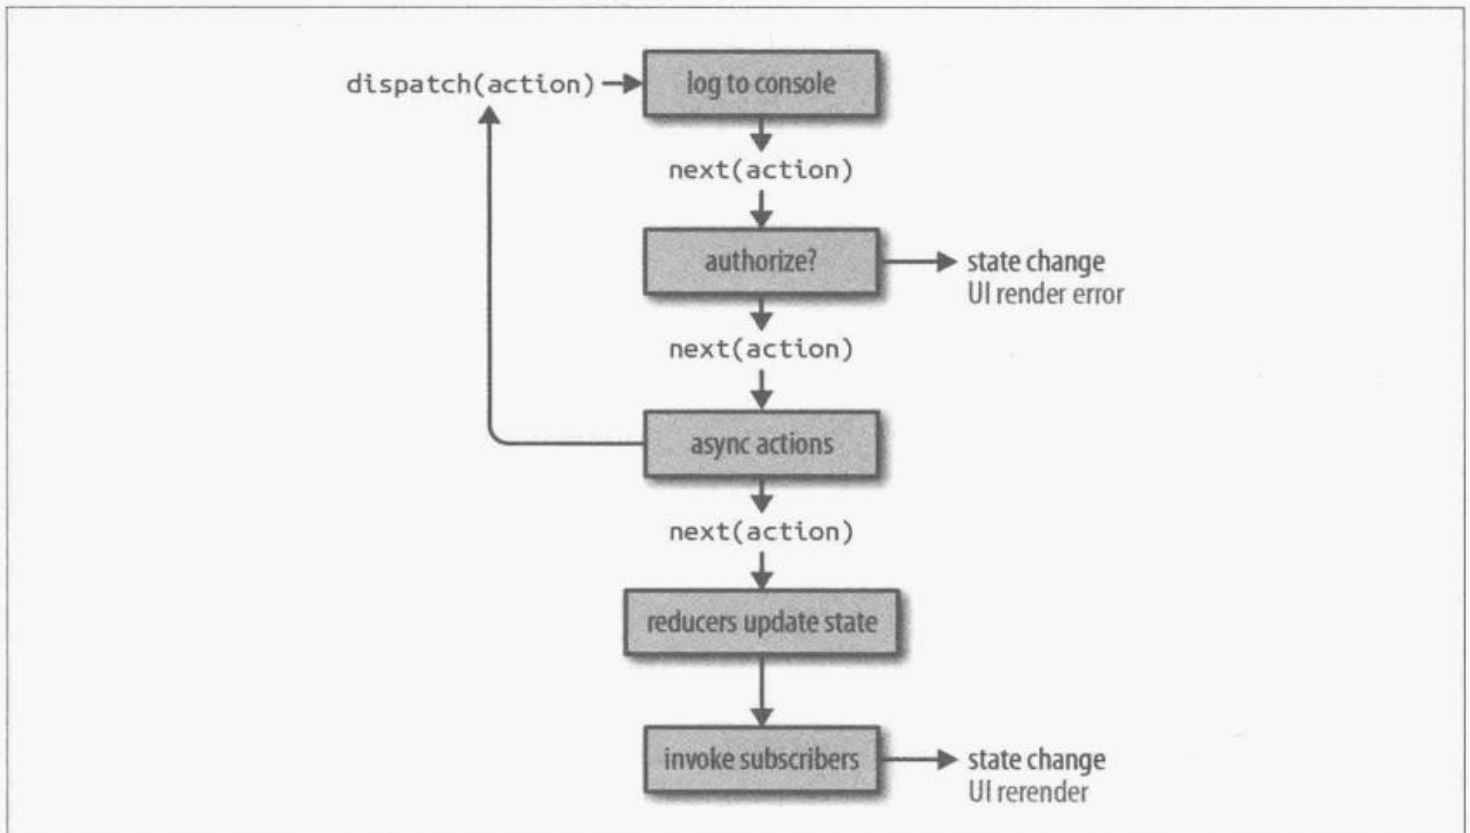 dispatch(action)
log to console
next(action)
authorize?
state change
UI render error
next(action)
async actions
next(action)
reducers update state
invoke subscribers
state change
UI rerender